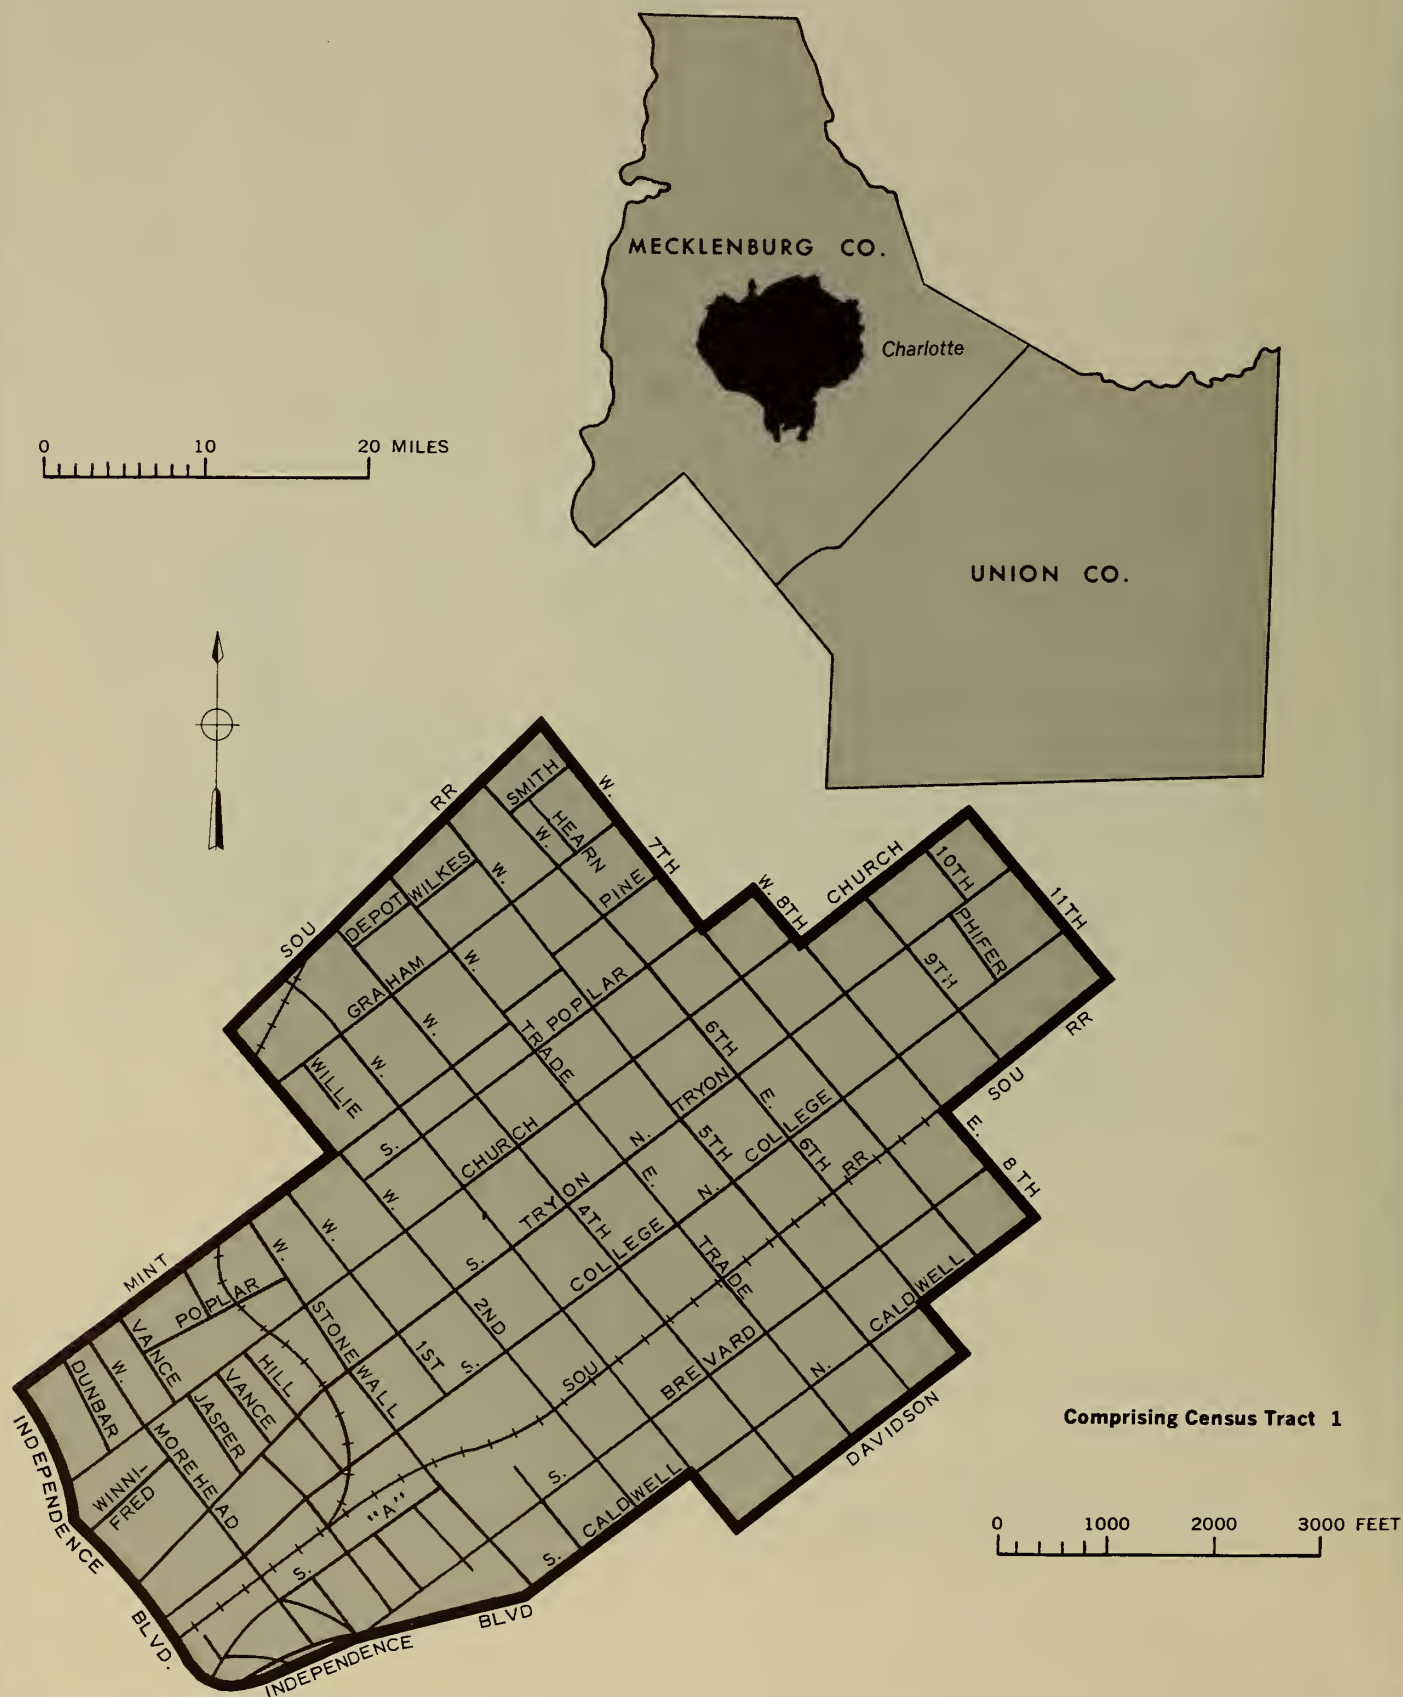 MECKLENBURG CO.
Charlotte
0 10 20 MILES
UNION CO.
SOU RR
W. 7TH
W. 8TH
CHURCH
11TH
SOU RR
E. 8TH
SMITH
HEARN
W.
WILKES
W.
DEPOT
PINE
10TH
PHIFER
9TH
GRAHAM
W.
POPLAR
W.
TRADE
6TH
WILLIE
W.
TRYON
E.
COLLEGE
N.
5TH
6TH
RR
S.
CHURCH
W.
TRYON
E.
N.
W.
S.
4TH
COLLEGE
TRADE
MINT
W.
POPLAR
STONEWALL
2ND
1ST
S.
SOU
BREVARD
N.
CALDWELL
DAVIDSON
VANCE
W.
DUNBAR
HILL
VANCE
JASPER
MOREHEAD
WINNI-
FRED
"A"
S.
S.
CALDWELL
S.
INDEPENDENCE BLVD.
INDEPENDENCE BLVD
Comprising Census Tract 1
0 1000 2000 3000 FEET